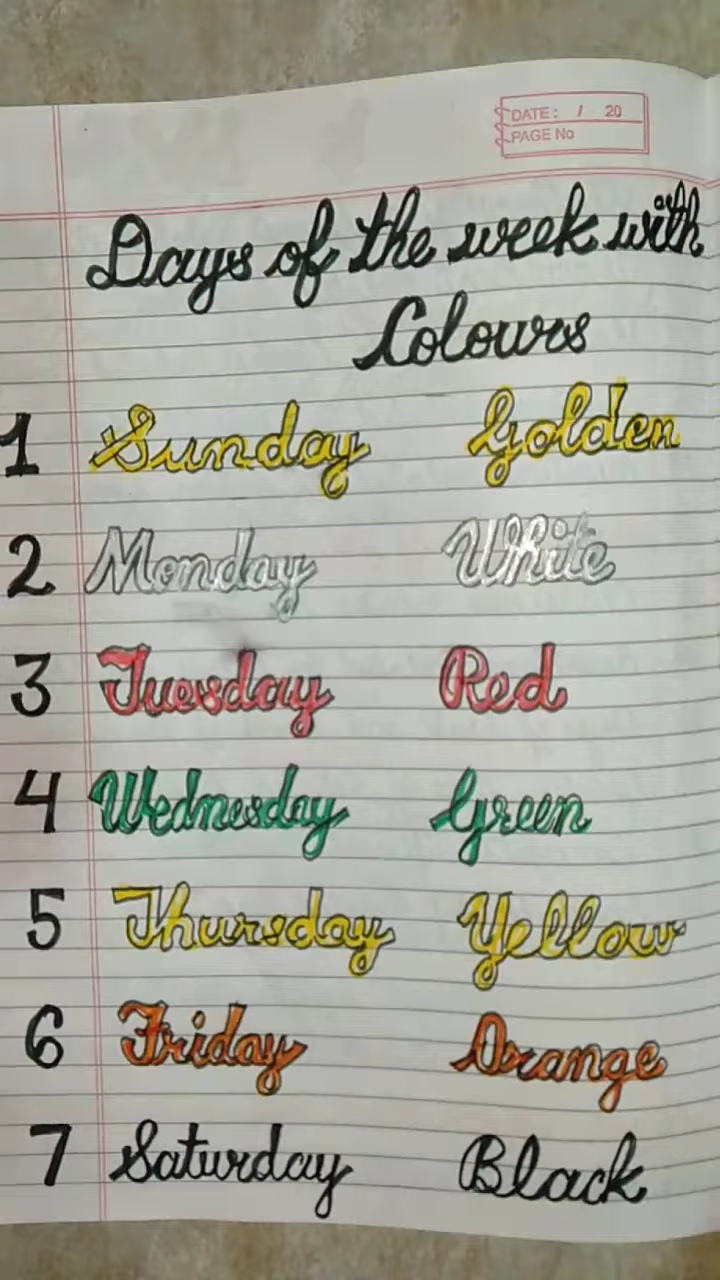 DATE: / 20
PAGE No
Days of the week with
Colours
1 Sunday Golden
2 Monday White
3 Tuesday Red
4 Wednesday Green
5 Thursday Yellow
6 Friday Orange
7 Saturday Black